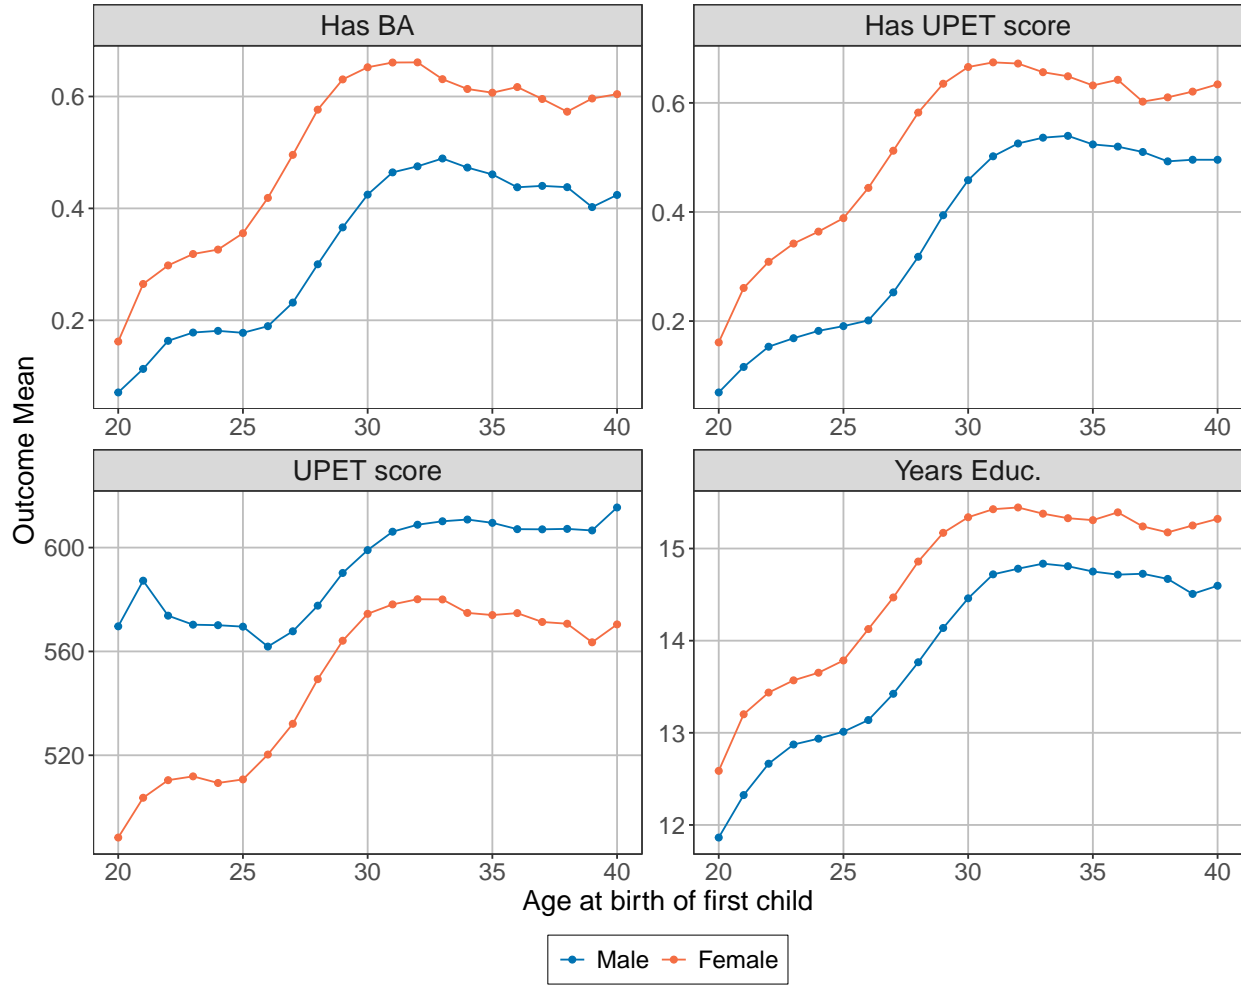 Has BA
Has UPET score
0.6
0.4
0.2
0.6
0.4
0.2
20 25 30 35 40
20 25 30 35 40
Outcome Mean
UPET score
Years Educ.
600
560
520
15
14
13
12
20 25 30 35 40
20 25 30 35 40
Age at birth of first child
Male Female